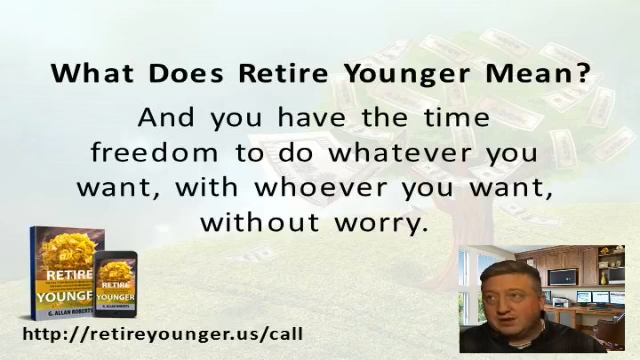 What Does Retire Younger Mean?
And you have the time
freedom to do whatever you
want, with whoever you want,
without worry.
RETIRE
YOUNGER
G. ALLAN ROBERTS
RETIRE
YOUNGER
http://retireyounger.us/call